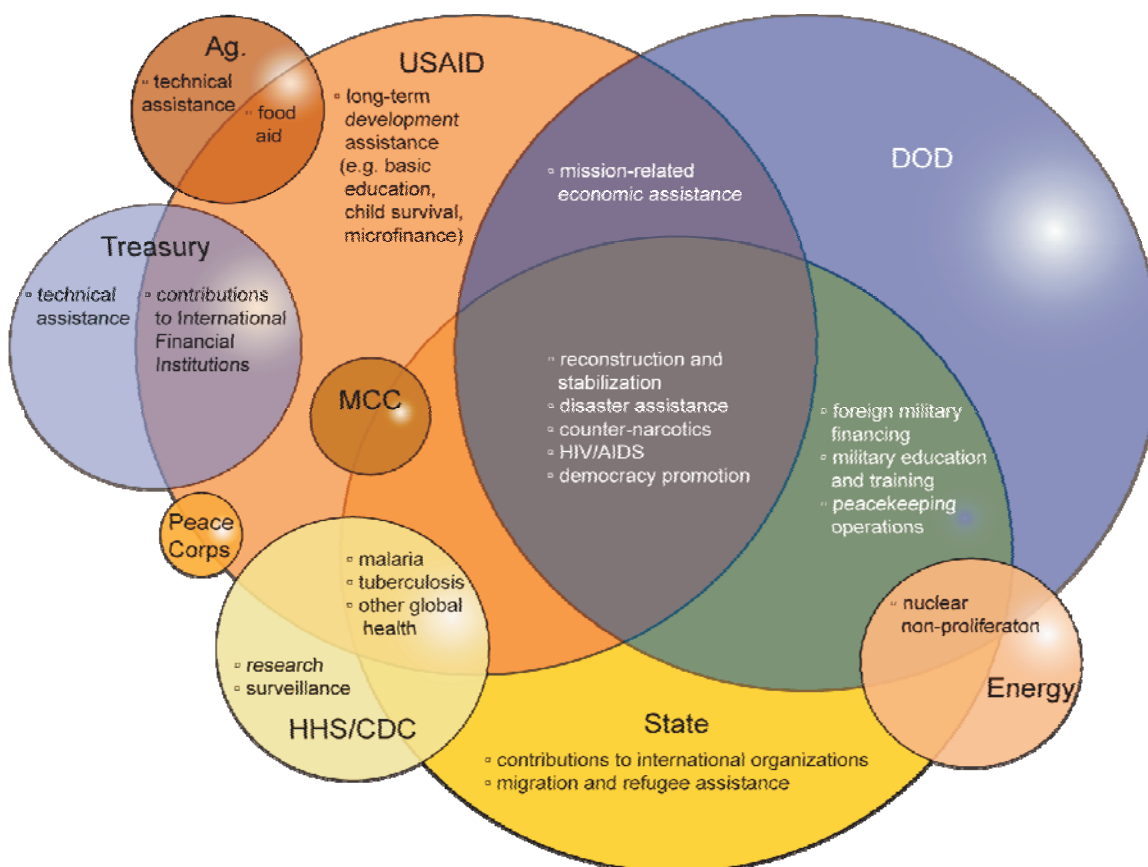 Ag.
▫ technical
assistance
▫ food
aid
USAID
▫ long-term
development
assistance
(e.g. basic
education,
child survival,
microfinance)
DOD
▫ mission-related
economic assistance
Treasury
▫ technical
assistance
▫ contributions
to International
Financial
Institutions
MCC
▫ reconstruction and
stabilization
▫ disaster assistance
▫ counter-narcotics
▫ HIV/AIDS
▫ democracy promotion
▫ foreign military
financing
▫ military education
and training
▫ peacekeeping
operations
Peace
Corps
▫ malaria
▫ tuberculosis
▫ other global
health
▫ research
▫ surveillance
HHS/CDC
▫ nuclear
non-proliferaton
Energy
State
▫ contributions to international organizations
▫ migration and refugee assistance